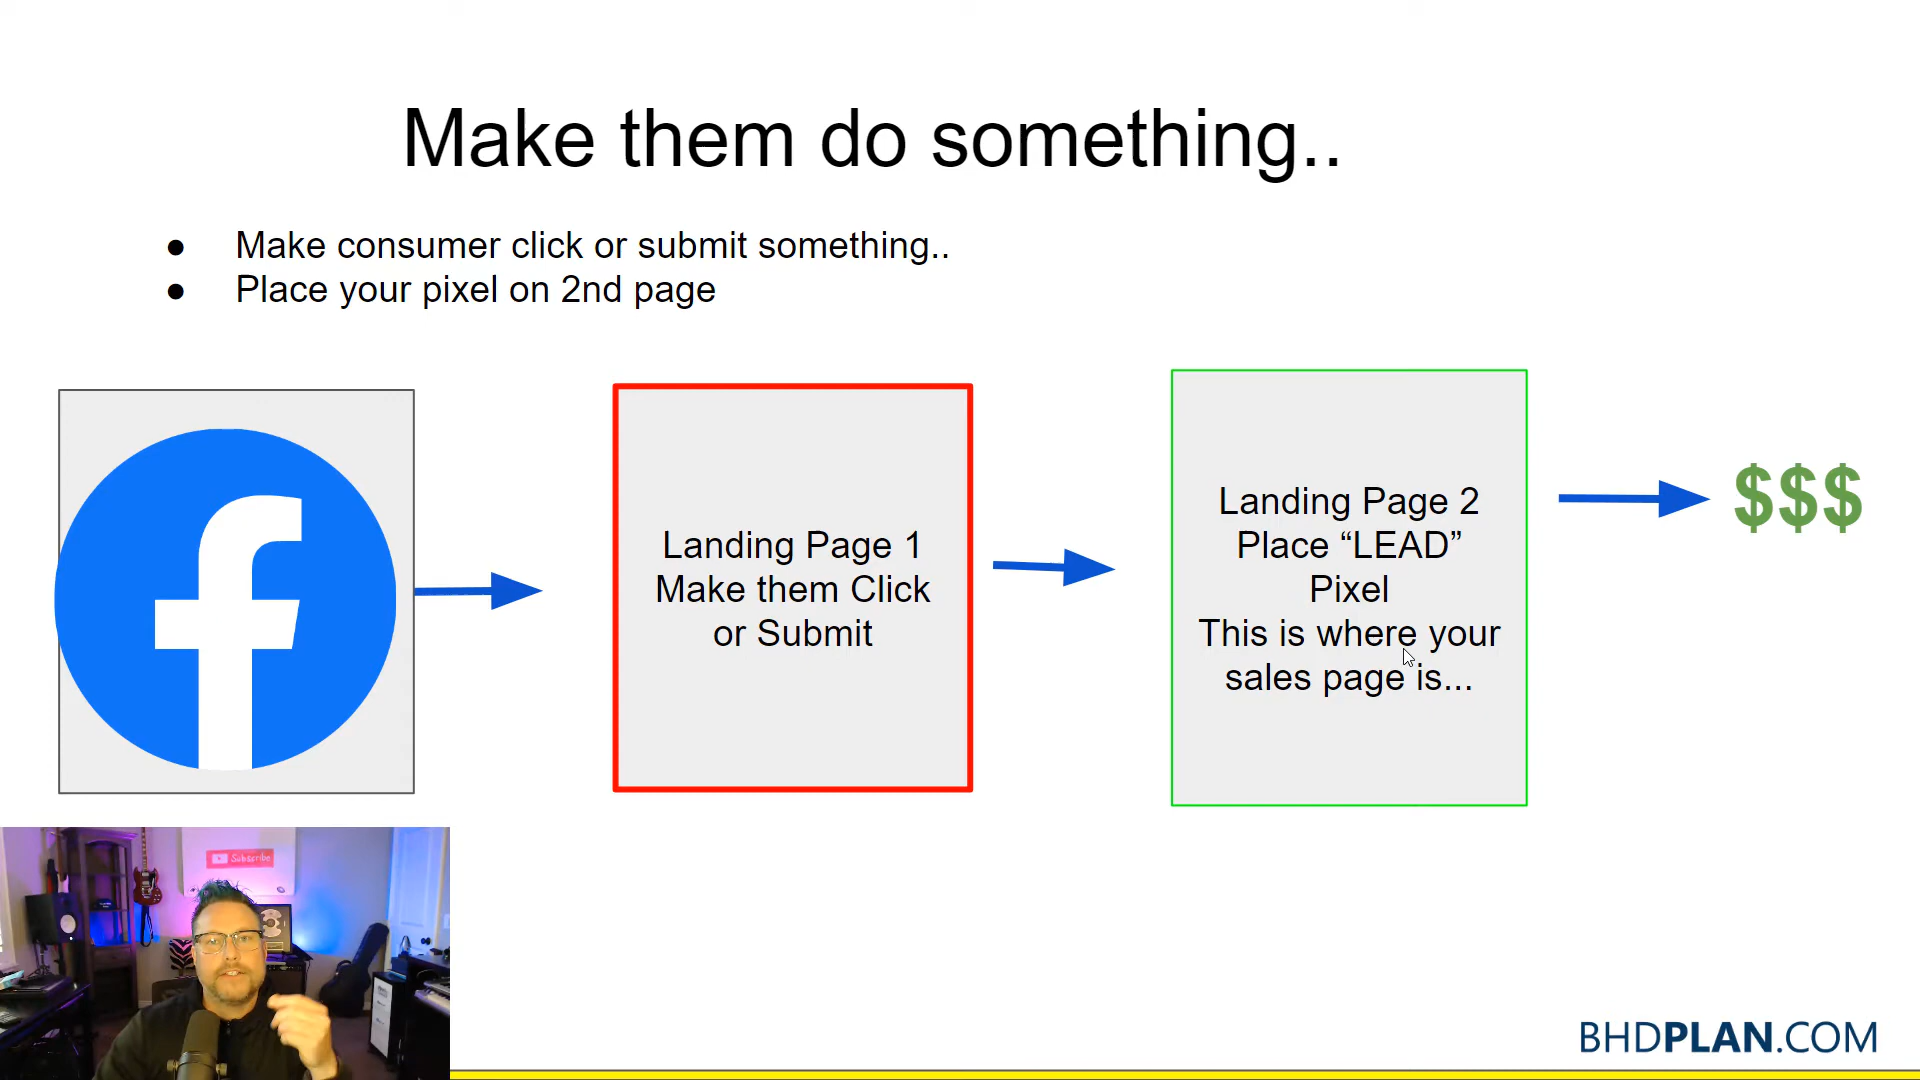 Make them do something..
● Make consumer click or submit something..
● Place your pixel on 2nd page
Landing Page 1
Make them Click
or Submit
Landing Page 2
Place “LEAD”
Pixel
This is where your
sales page is...
$$$
Subscribe
BHDPLAN.COM